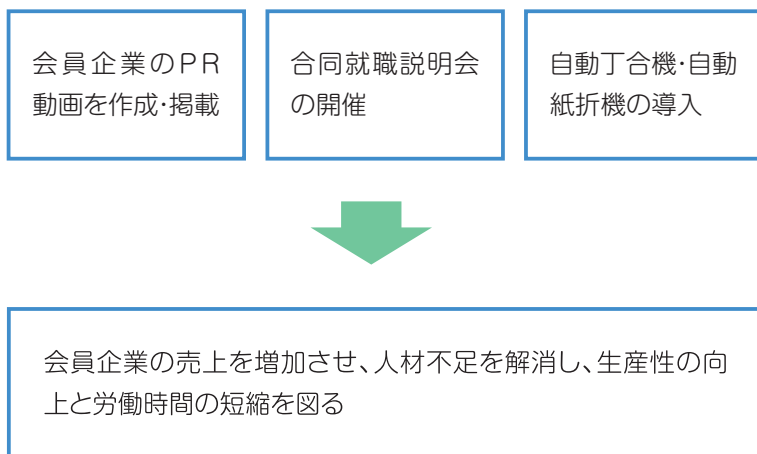 会員企業のPR
動画を作成・掲載
合同就職説明会
の開催
自動丁合機・自動
紙折機の導入
会員企業の売上を増加させ、人材不足を解消し、生産性の向
上と労働時間の短縮を図る